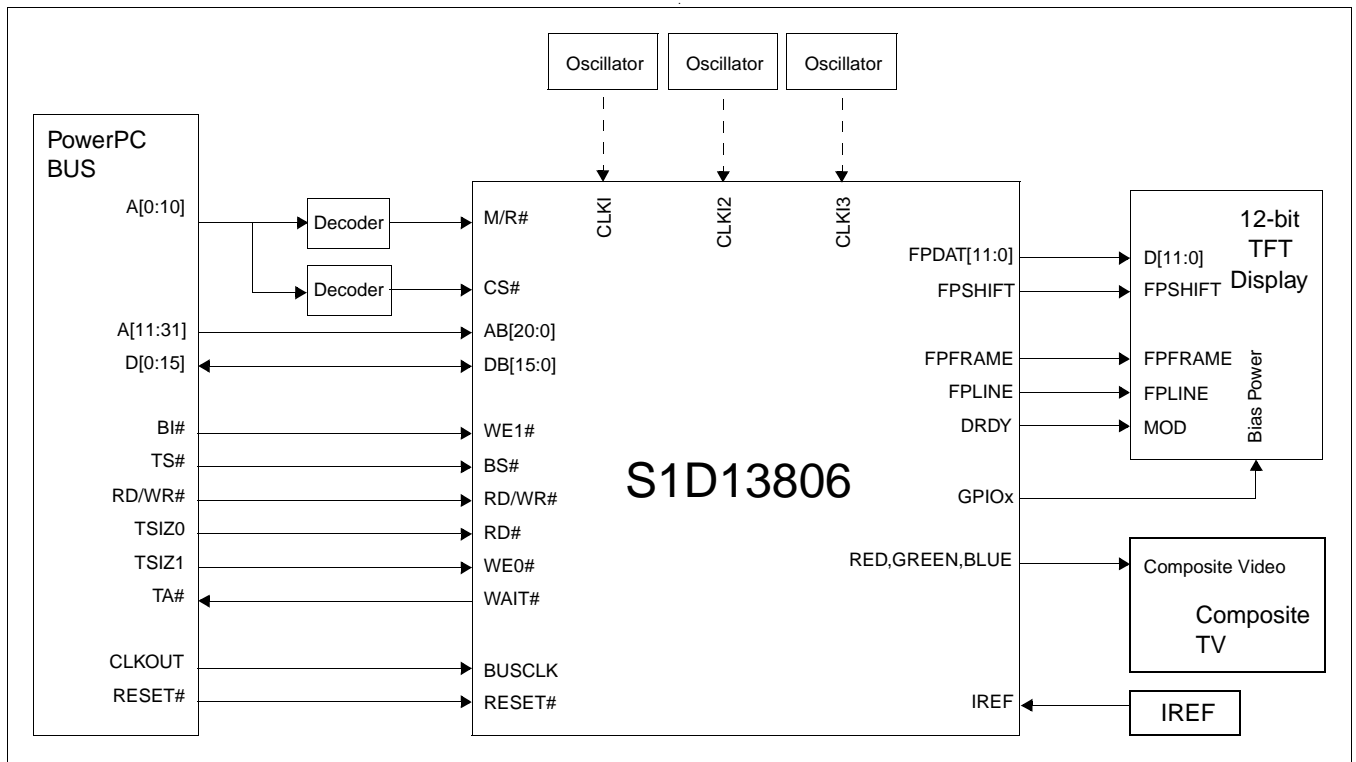 Oscillator
Oscillator
Oscillator
PowerPC
BUS
A[0:10]
Decoder
Decoder
A[11:31]
D[0:15]
BI#
TS#
RD/WR#
TSIZ0
TSIZ1
TA#
CLKOUT
RESET#
M/R#
CS#
AB[20:0]
DB[15:0]
WE1#
BS#
RD/WR#
RD#
WE0#
WAIT#
BUSCLK
RESET#
CLKI
CLKI2
CLKI3
S1D13806
FPDAT[11:0]
FPSHIFT
FPFRAME
FPLINE
DRDY
GPIOx
RED,GREEN,BLUE
IREF
12-bit
TFT
Display
D[11:0]
FPSHIFT
FPFRAME
FPLINE
MOD
Bias Power
Composite Video
Composite
TV
IREF